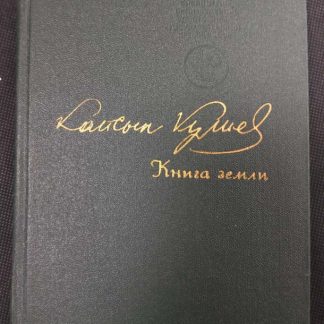 Кайсын Кулиев
Книга земли